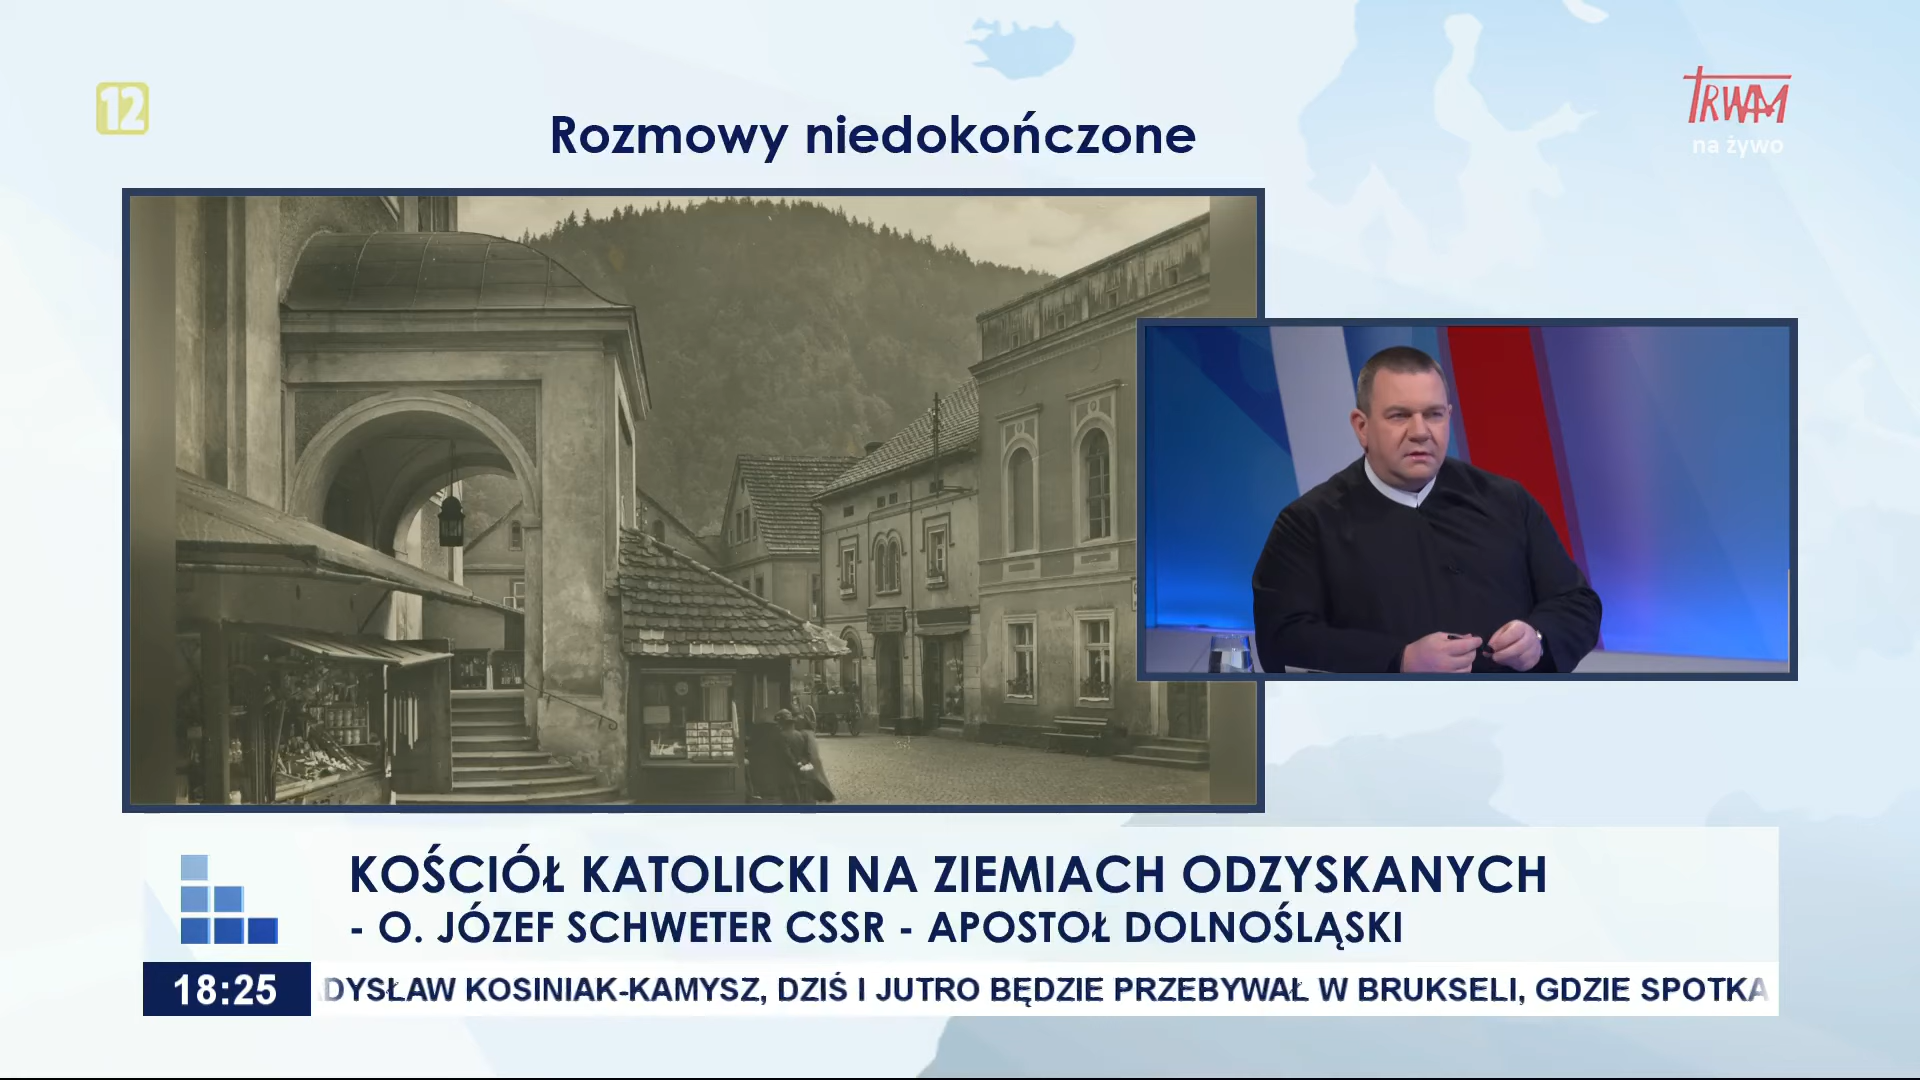 12
TRWAM
na żywo
Rozmowy niedokończone
KOŚCIÓŁ KATOLICKI NA ZIEMIACH ODZYSKANYCH
- O. JÓZEF SCHWETER CSSR - APOSTOŁ DOLNOŚLĄSKI
18:25
DYSŁAW KOSINIAK-KAMYSZ, DZIŚ I JUTRO BĘDZIE PRZEBYWAŁ W BRUKSELI, GDZIE SPOTKA